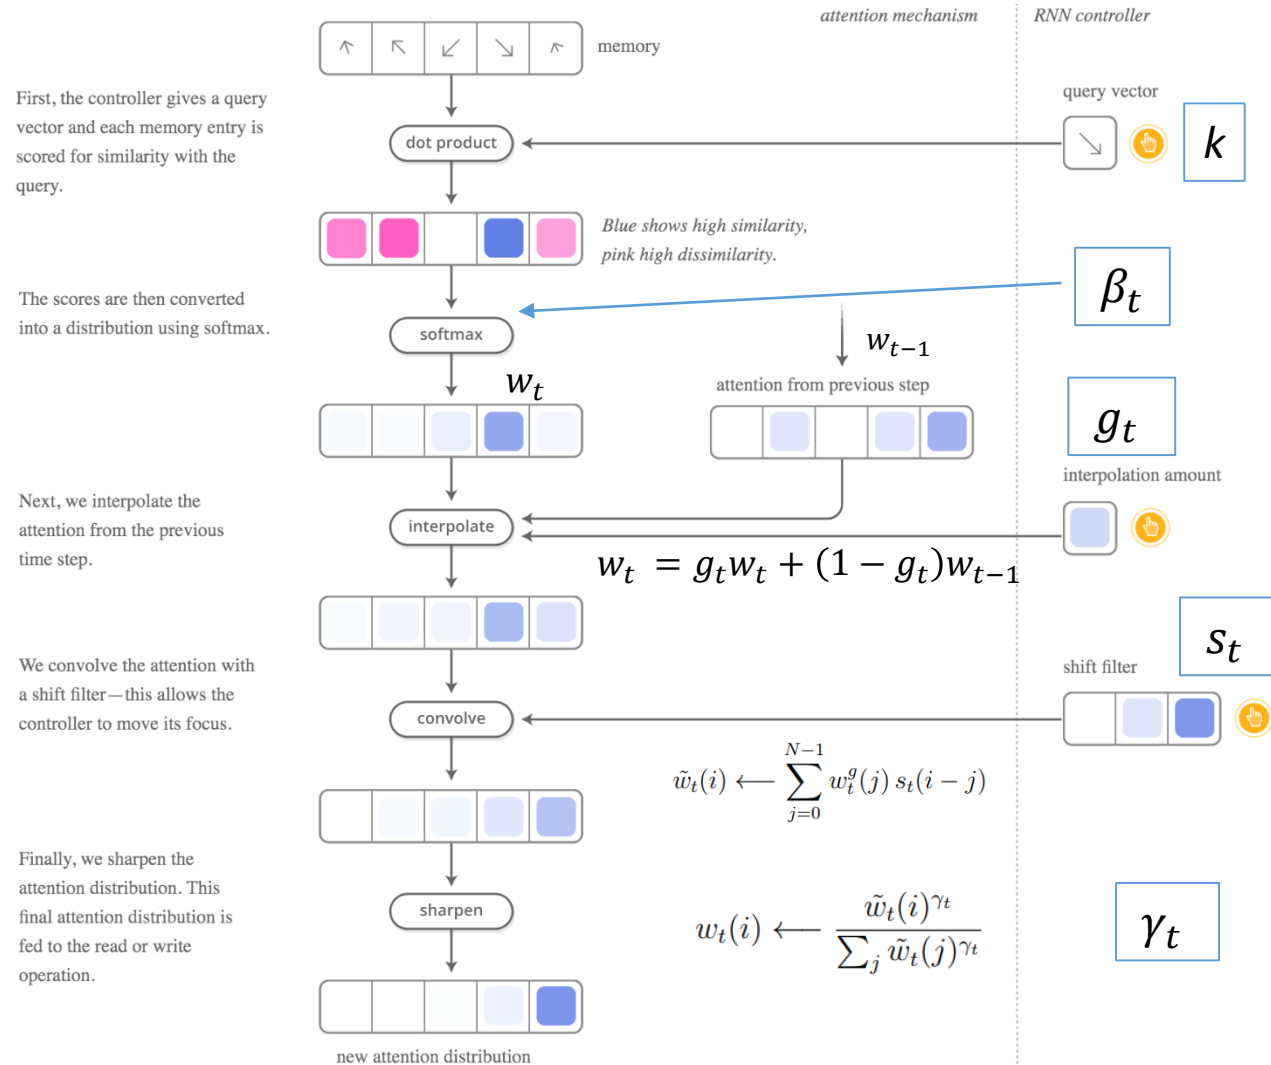 attention mechanism
RNN controller
memory
First, the controller gives a query
vector and each memory entry is
scored for similarity with the
query.
query vector
dot product
k
Blue shows high similarity,
pink high dissimilarity.
The scores are then converted
into a distribution using softmax.
β_t
softmax
w_{t−1}
w_t
attention from previous step
g_t
interpolation amount
Next, we interpolate the
attention from the previous
time step.
interpolate
w_t = g_t w_t + (1 − g_t)w_{t−1}
s_t
We convolve the attention with
a shift filter—this allows the
controller to move its focus.
shift filter
convolve
w̃_t(i) ⟵ ∑_{j=0}^{N−1} w_t^g(j) s_t(i − j)
Finally, we sharpen the
attention distribution. This
final attention distribution is
fed to the read or write
operation.
sharpen
w_t(i) ⟵ w̃_t(i)^{γ_t} / ∑_j w̃_t(j)^{γ_t}
γ_t
new attention distribution